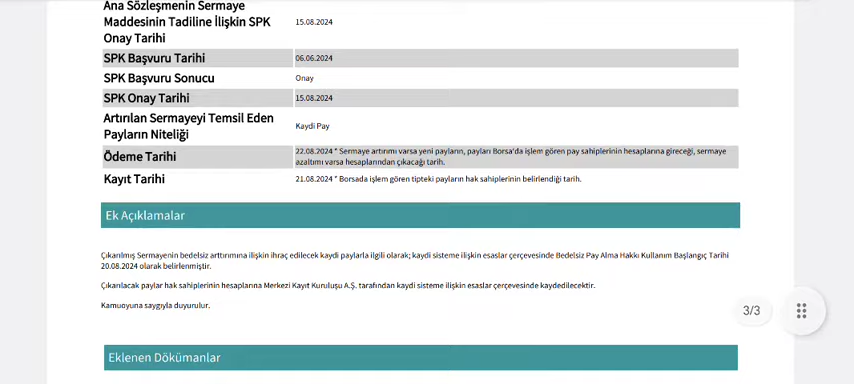 Ana Sözleşmenin Sermaye
Maddesinin Tadiline İlişkin SPK
Onay Tarihi
15.08.2024
SPK Başvuru Tarihi
06.06.2024
SPK Başvuru Sonucu
Onay
SPK Onay Tarihi
15.08.2024
Artırılan Sermayeyi Temsil Eden
Payların Niteliği
Kaydi Pay
Ödeme Tarihi
22.08.2024 * Sermaye artırımı varsa yeni payların, payları Borsa'da işlem gören pay sahiplerinin hesaplarına gireceği, sermaye
azaltımı varsa hesaplarından çıkacağı tarih.
Kayıt Tarihi
21.08.2024 * Borsada işlem gören tipteki payların hak sahiplerinin belirlendiği tarih.
Ek Açıklamalar
Çıkarılmış Sermayenin bedelsiz arttırımına ilişkin ihraç edilecek kaydi paylarla ilgili olarak; kaydi sisteme ilişkin esaslar çerçevesinde Bedelsiz Pay Alma Hakkı Kullanım Başlangıç Tarihi
20.08.2024 olarak belirlenmiştir.
Çıkarılacak paylar hak sahiplerinin hesaplarına Merkezi Kayıt Kuruluşu A.Ş. tarafından kaydi sisteme ilişkin esaslar çerçevesinde kaydedilecektir.
Kamuoyuna saygıyla duyurulur.
3/3
Eklenen Dökümanlar